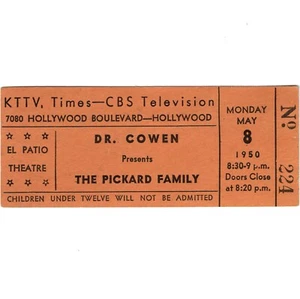 KTTV, Times—CBS Television
7080 HOLLYWOOD BOULEVARD—HOLLYWOOD
☆ ☆ ☆
EL PATIO
THEATRE
☆ ☆ ☆
DR. COWEN
Presents
THE PICKARD FAMILY
CHILDREN UNDER TWELVE WILL NOT BE ADMITTED
MONDAY
MAY
8
1950
8:30-9 p.m.
Doors Close
at 8:20 p.m.
No. 224